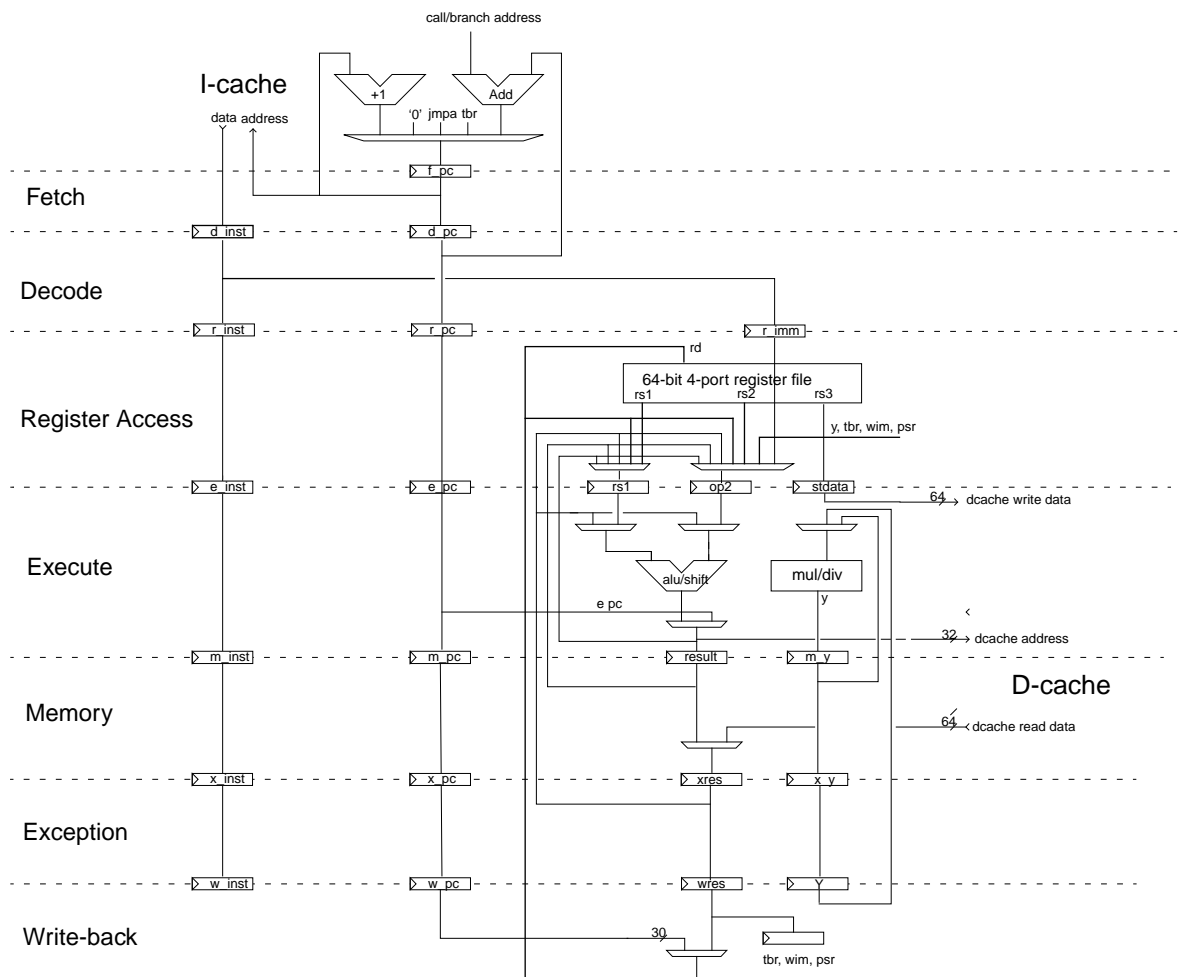 call/branch address
I-cache
+1
Add
data address
'0' jmpa tbr
f_pc
Fetch
d_inst
d_pc
Decode
r_inst
r_pc
r_imm
rd
64-bit 4-port register file
rs1
rs2
rs3
Register Access
y, tbr, wim, psr
e_inst
e_pc
rs1
op2
stdata
64
dcache write data
Execute
alu/shift
mul/div
y
e pc
32
dcache address
m_inst
m_pc
result
m_y
D-cache
Memory
64
dcache read data
x_inst
x_pc
xres
x_y
Exception
w_inst
w_pc
wres
Y
Write-back
30
tbr, wim, psr